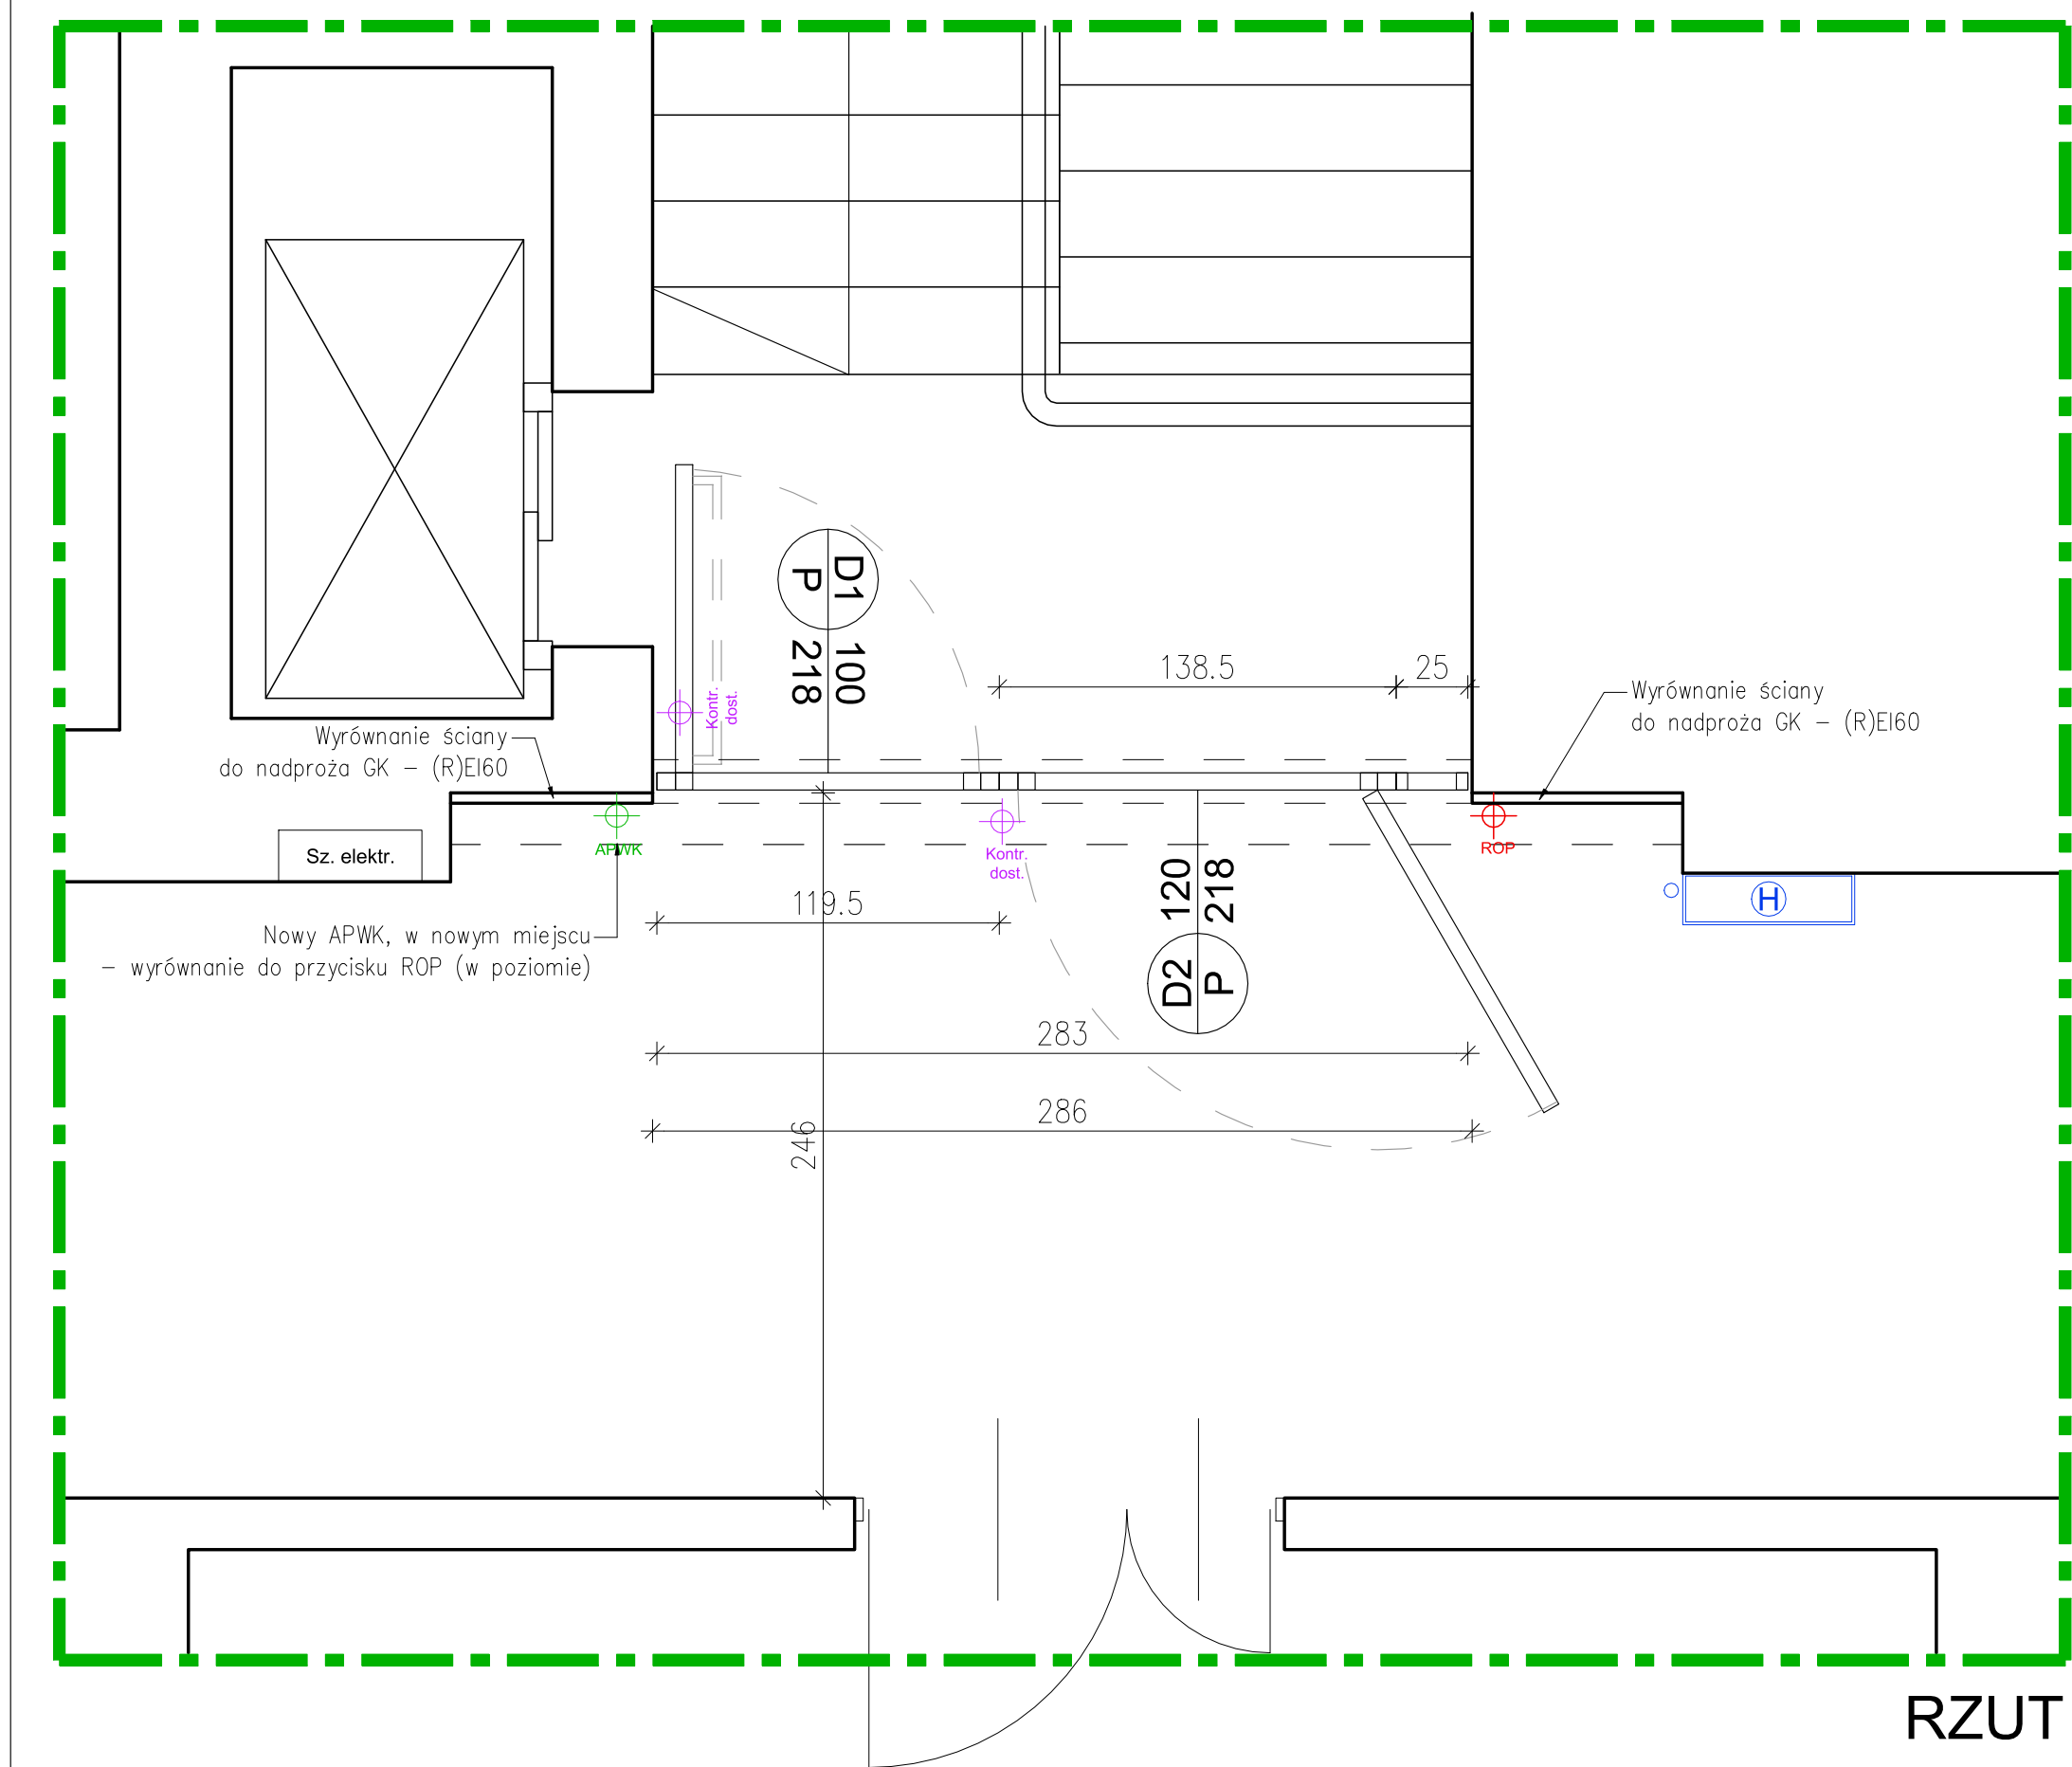 D1 100
P 218
138.5
25
Kontr.
dost.
Wyrównanie ściany
do nadproża GK – (R)EI60
Wyrównanie ściany
do nadproża GK – (R)EI60
Sz. elektr.
APWK
Kontr.
dost.
ROP
H
119.5
D2 120
P 218
Nowy APWK, w nowym miejscu
– wyrównanie do przycisku ROP (w poziomie)
283
286
246
RZUT